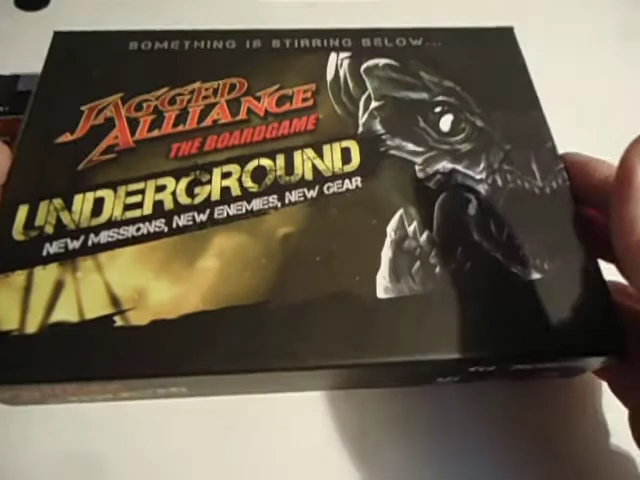 SOMETHING IS STIRRING BELOW...
JAGGED
ALLIANCE
THE BOARDGAME
UNDERGROUND
NEW MISSIONS, NEW ENEMIES, NEW GEAR